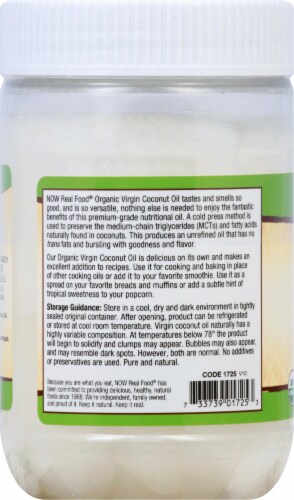 NOW Real Food® Organic Virgin Coconut Oil tastes and smells so
good, and is so versatile, nothing else is needed to enjoy the fantastic
benefits of this premium-grade nutritional oil. A cold press method is
used to preserve the medium-chain triglycerides (MCTs) and fatty acids
naturally found in coconuts. This produces an unrefined oil that has no
trans fats and bursting with goodness and flavor.
Our Organic Virgin Coconut Oil is delicious on its own and makes an
excellent addition to recipes. Use it for cooking and baking in place
of other cooking oils or add it to your favorite smoothie. Use it as a
spread on your favorite breads and muffins or add a subtle hint of
tropical sweetness to your popcorn.
Storage Guidance: Store in a cool, dry and dark environment in tightly
sealed original container. After opening, product can be refrigerated
or stored at cool room temperature. Virgin coconut oil naturally has a
highly variable composition. At temperatures below 78° the product
will begin to solidify and clumps may appear. Bubbles may also appear,
and may resemble dark spots. However, both are normal. No additives
or preservatives are used. Pure and natural.
CODE 1725 V10
Because you are what you eat, NOW Real Food® has
been committed to providing delicious, healthy, natural
foods since 1968. We're independent, family owned,
and proud of it. Keep it natural. Keep it real.
7 33739 01725 3